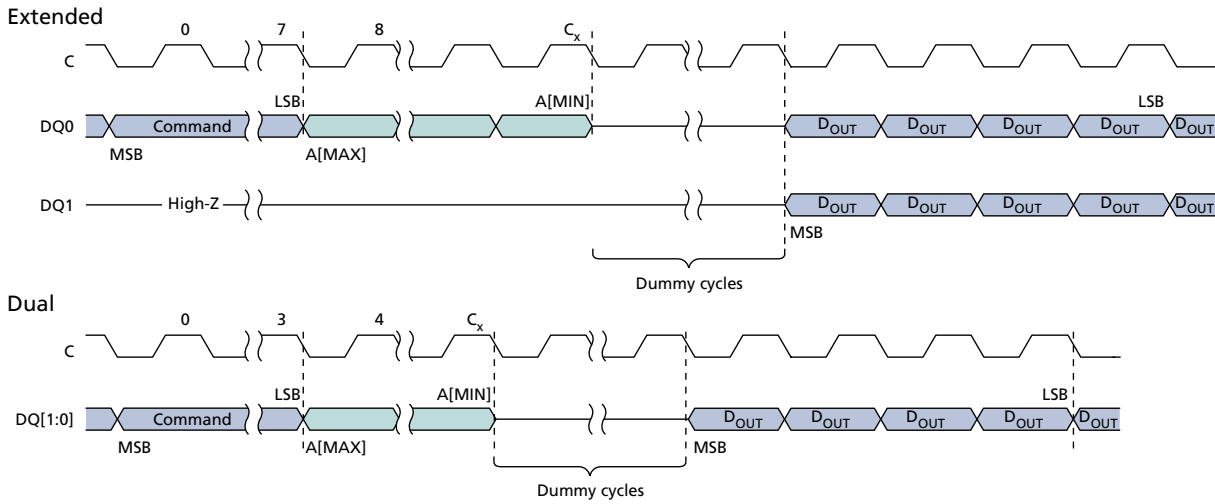 Extended
0 7 8 Cx
C
LSB A[MIN] LSB
DQ0 Command DOUT DOUT DOUT DOUT DOUT
MSB A[MAX]
DQ1 High-Z DOUT DOUT DOUT DOUT DOUT
MSB
Dummy cycles
Dual
0 3 4 Cx
C
LSB A[MIN] LSB
DQ[1:0] Command DOUT DOUT DOUT DOUT DOUT
MSB A[MAX] MSB
Dummy cycles